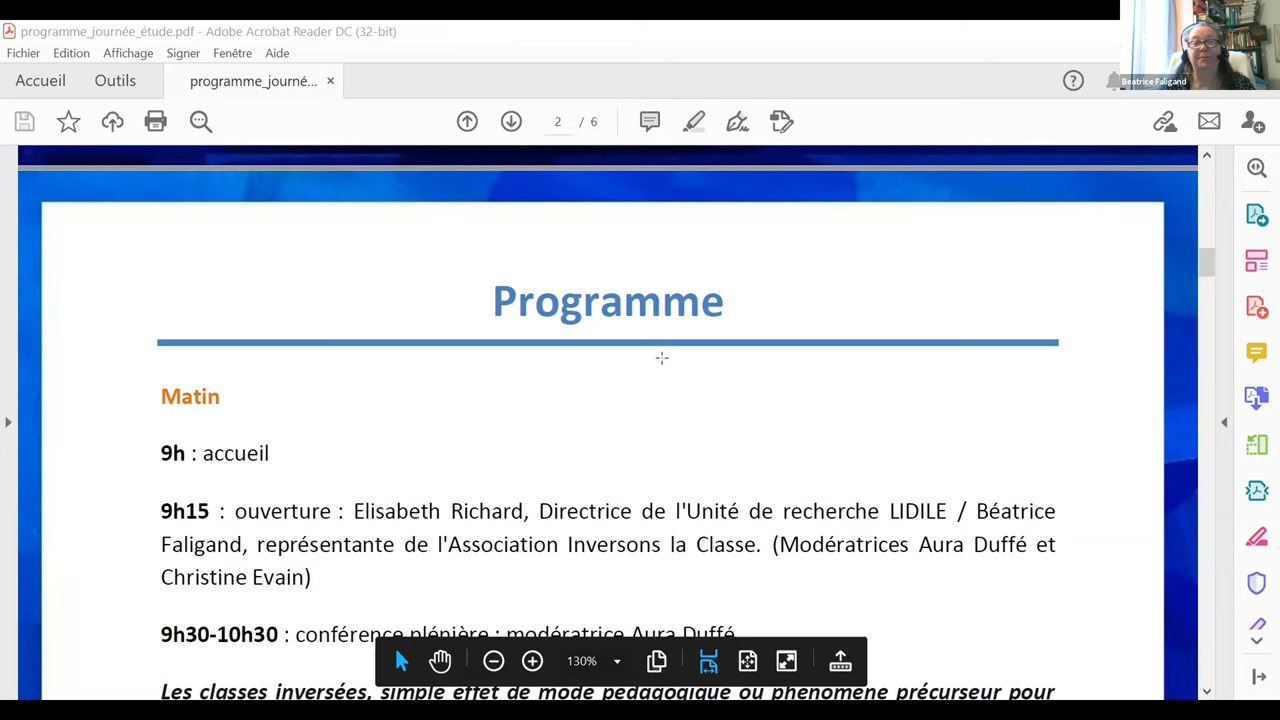 programme_journée_étude.pdf - Adobe Acrobat Reader DC (32-bit)
Fichier Edition Affichage Signer Fenêtre Aide
Accueil Outils programme_journé... ×
Beatrice Faligand
2 / 6
Programme
Matin
9h : accueil
9h15 : ouverture : Elisabeth Richard, Directrice de l'Unité de recherche LIDILE / Béatrice
Faligand, représentante de l'Association Inversons la Classe. (Modératrices Aura Duffé et
Christine Evain)
9h30-10h30 : conférence plénière : modératrice Aura Duffé
130%
Les classes inversées, simple effet de mode pédagogique ou phénomène précurseur pour